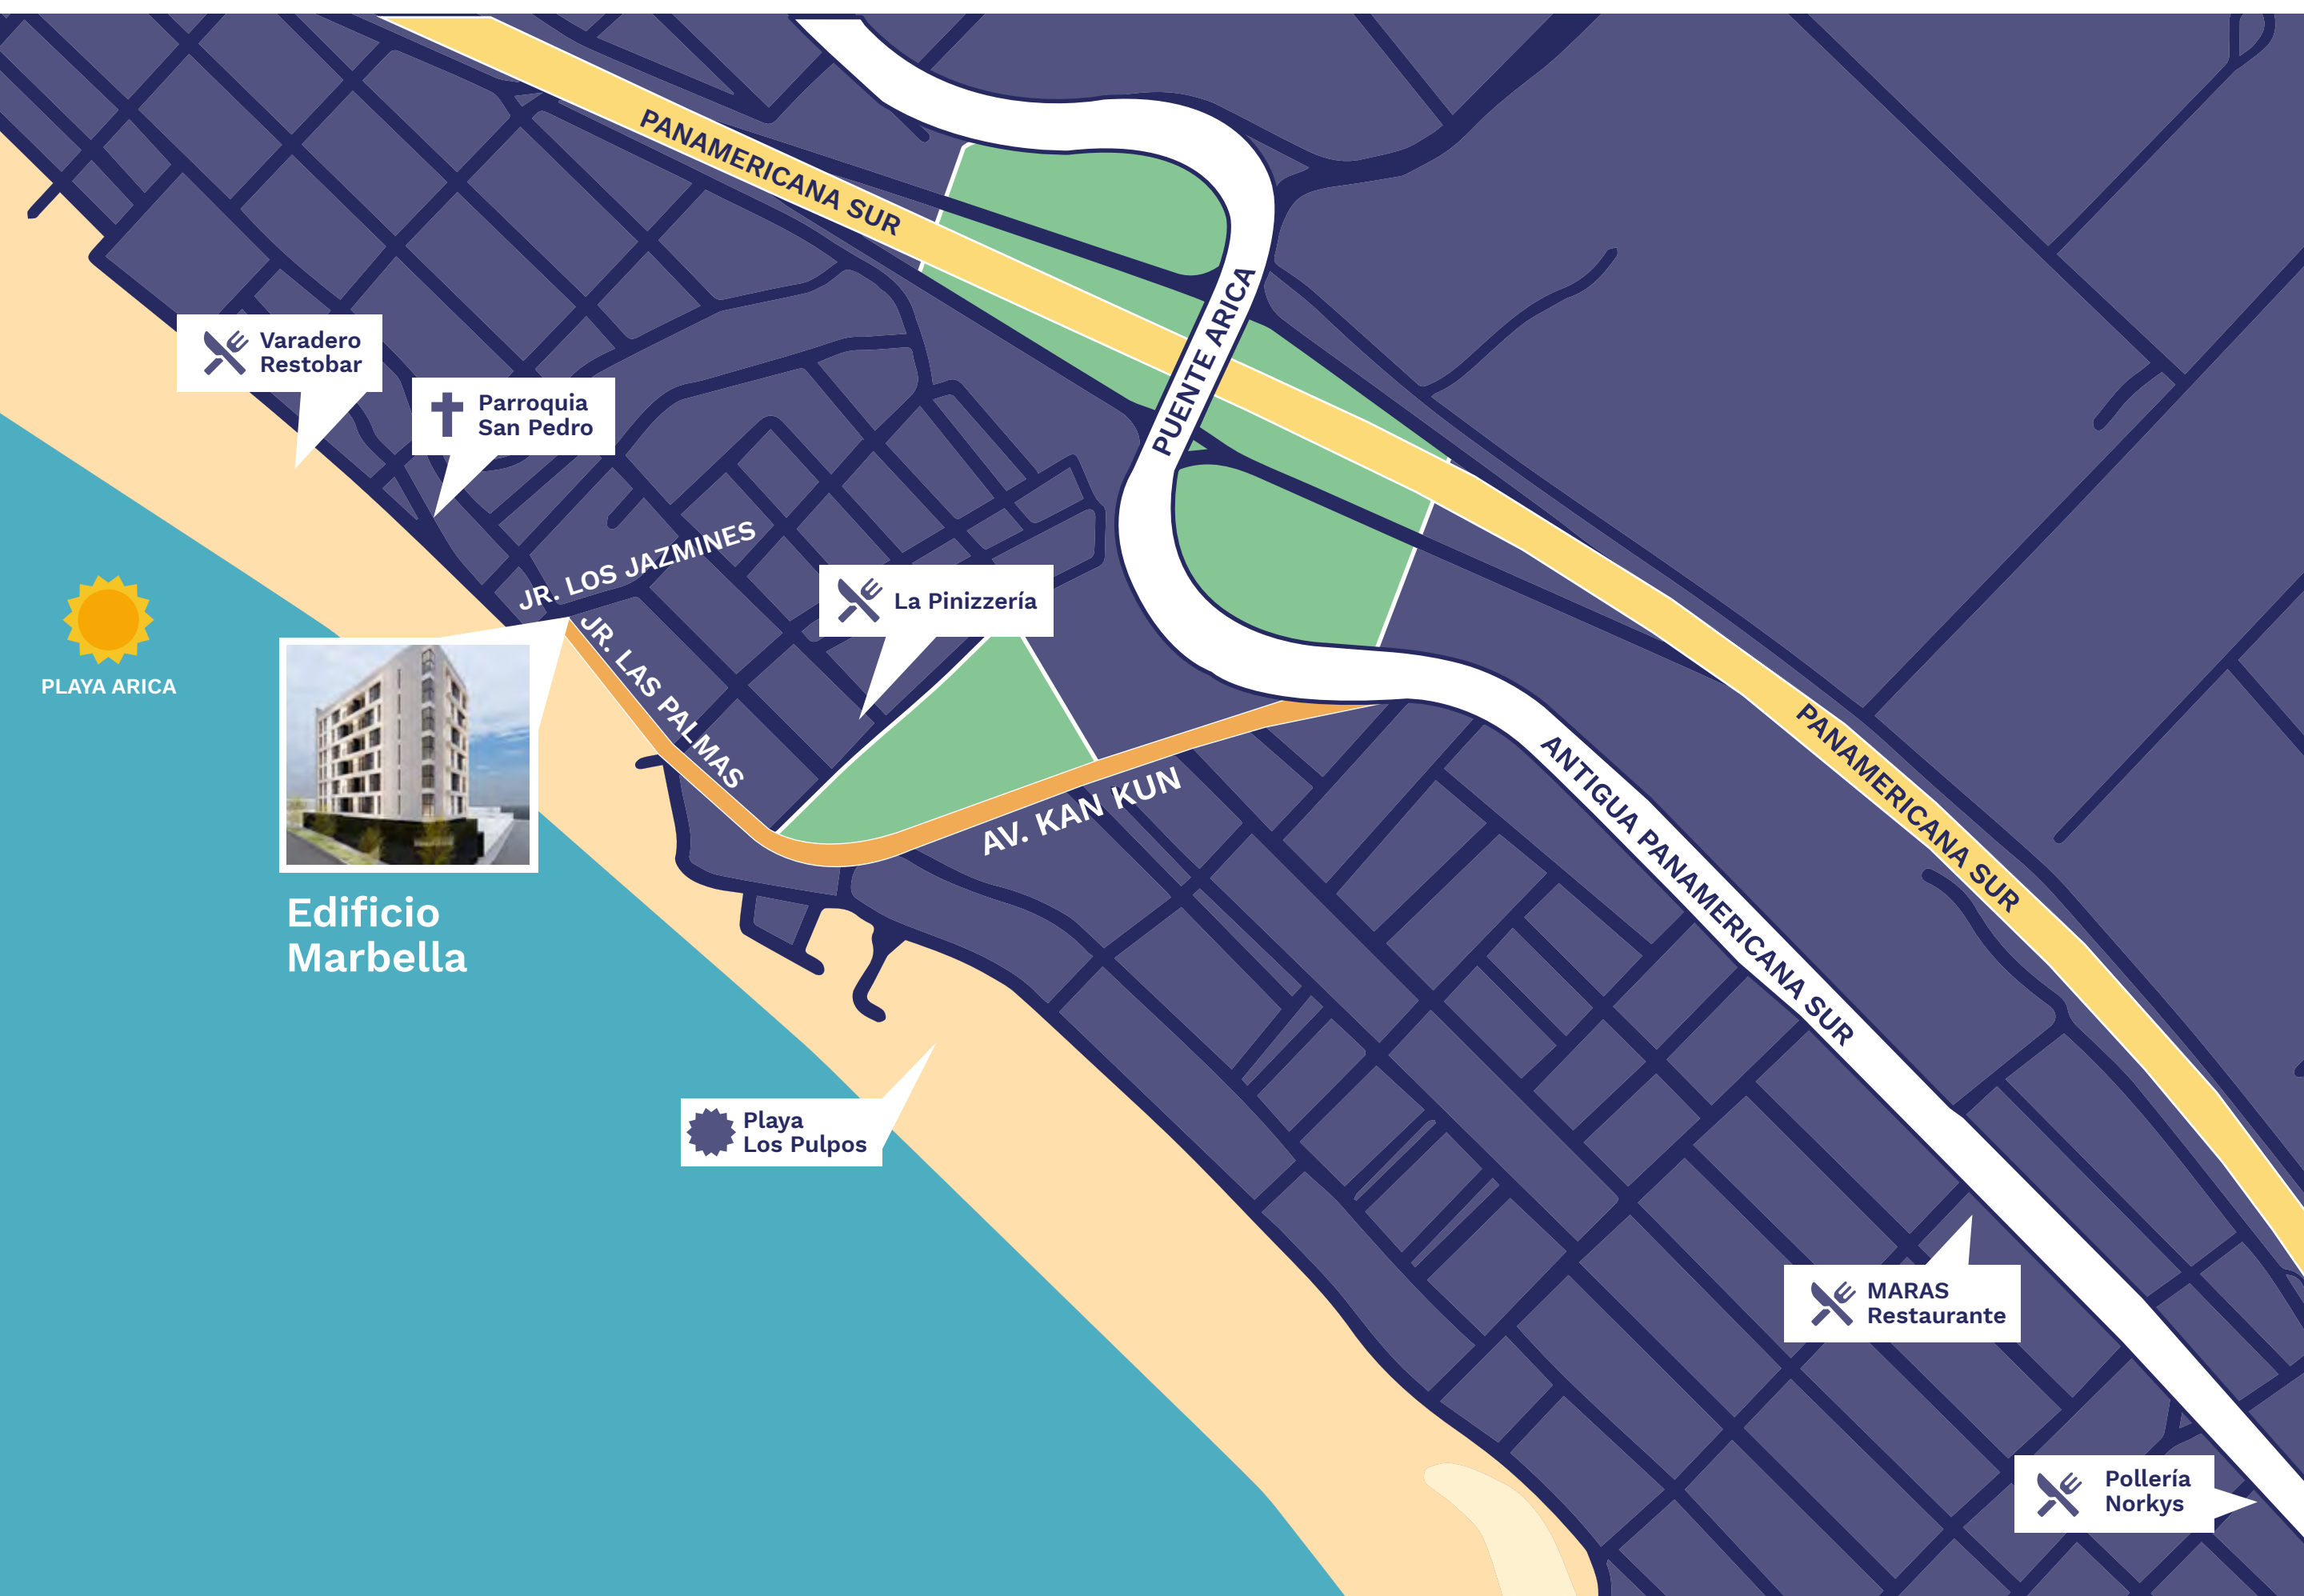 PANAMERICANA SUR
PUENTE ARICA
Varadero
Restobar
Parroquia
San Pedro
JR. LOS JAZMINES
La Pinizzería
JR. LAS PALMAS
PLAYA ARICA
AV. KAN KUN
ANTIGUA PANAMERICANA SUR
PANAMERICANA SUR
Edificio
Marbella
Playa
Los Pulpos
MARAS
Restaurante
Pollería
Norkys